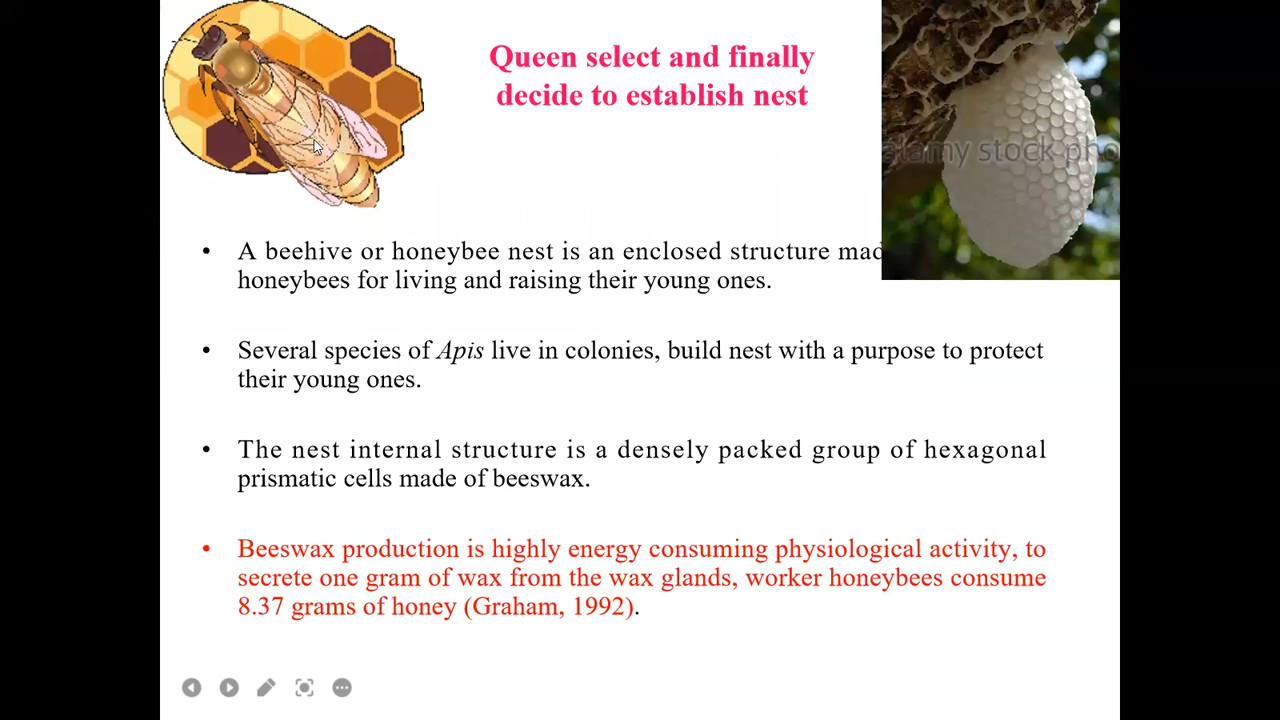 Queen select and finally
decide to establish nest
alamy stock pho
• A beehive or honeybee nest is an enclosed structure mad
honeybees for living and raising their young ones.
• Several species of Apis live in colonies, build nest with a purpose to protect
their young ones.
• The nest internal structure is a densely packed group of hexagonal
prismatic cells made of beeswax.
• Beeswax production is highly energy consuming physiological activity, to
secrete one gram of wax from the wax glands, worker honeybees consume
8.37 grams of honey (Graham, 1992).